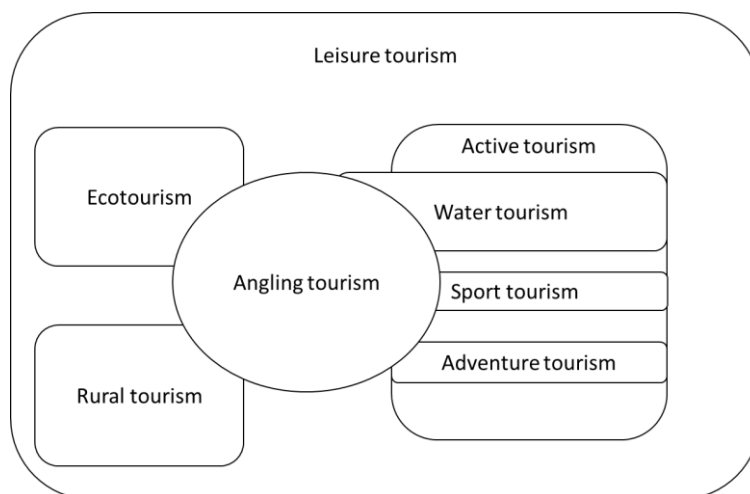 Leisure tourism
Active tourism
Ecotourism
Water tourism
Angling tourism
Sport tourism
Adventure tourism
Rural tourism